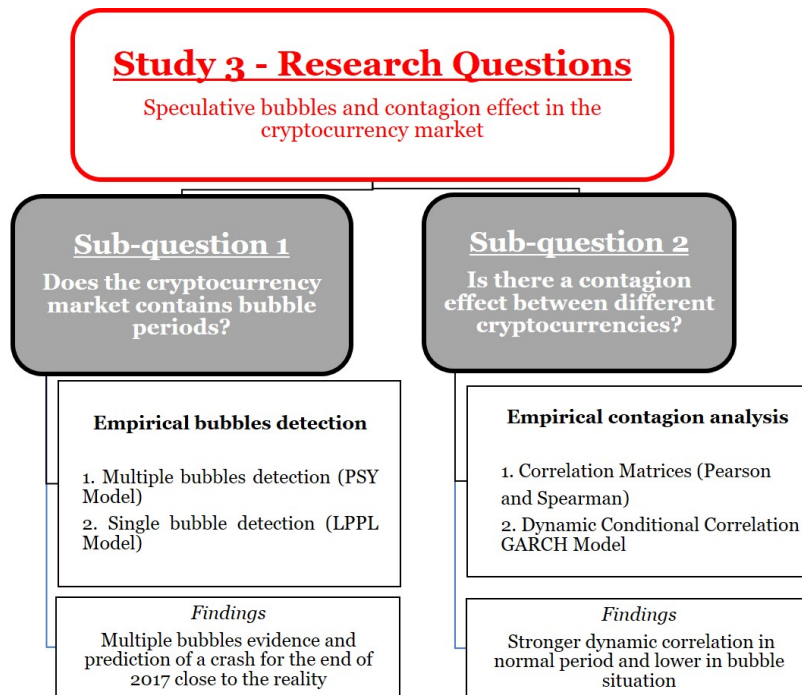 Study 3 - Research Questions
Speculative bubbles and contagion effect in the
cryptocurrency market
Sub-question 1
Does the cryptocurrency
market contains bubble
periods?
Sub-question 2
Is there a contagion
effect between different
cryptocurrencies?
Empirical bubbles detection
1. Multiple bubbles detection (PSY
Model)
2. Single bubble detection (LPPL
Model)
Empirical contagion analysis
1. Correlation Matrices (Pearson
and Spearman)
2. Dynamic Conditional Correlation
GARCH Model
Findings
Multiple bubbles evidence and
prediction of a crash for the end of
2017 close to the reality
Findings
Stronger dynamic correlation in
normal period and lower in bubble
situation